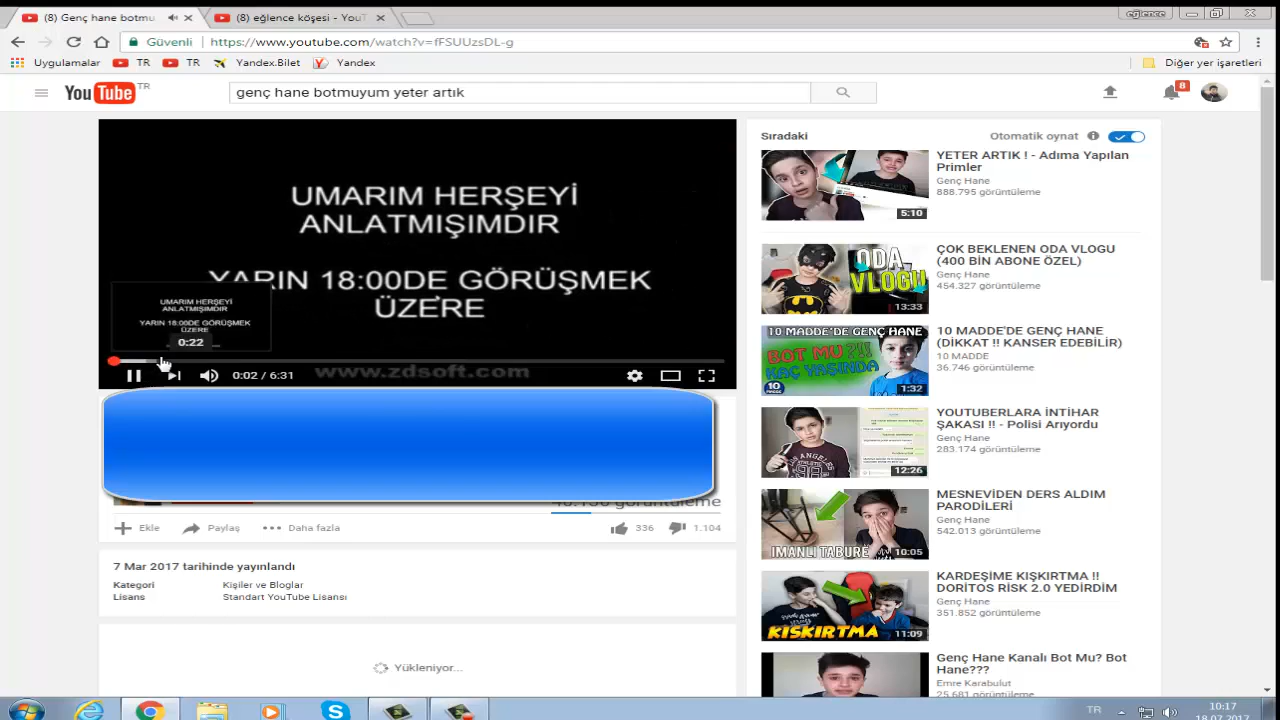 (8) Genç hane botmu
(8) eğlence köşesi - YouT
eğlence
Güvenli
https://www.youtube.com/watch?v=fFSUUzsDL-g
Uygulamalar
TR
TR
Yandex.Bilet
Yandex
Diğer yer işaretleri
YouTube TR
genç hane botmuyum yeter artık
8
UMARIM HERŞEYİ
ANLATMIŞIMDIR
YARIN 18:00DE GÖRÜŞMEK
ÜZERE
UMARIM HERŞEYİ
ANLATMIŞIMDIR
YARIN 18:00DE GÖRÜŞMEK
ÜZERE
0:22
0:02 / 6:31
www.zdsoft.com
görüntüleme
Ekle
Paylaş
Daha fazla
336
1.104
7 Mar 2017 tarihinde yayınlandı
Kategori
Kişiler ve Bloglar
Lisans
Standart YouTube Lisansı
Yükleniyor...
Sıradaki
Otomatik oynat
5:10
YETER ARTIK ! - Adıma Yapılan
Primler
Genç Hane
888.795 görüntüleme
ODA
VLOGU
13:33
ÇOK BEKLENEN ODA VLOGU
(400 BİN ABONE ÖZEL)
Genç Hane
454.327 görüntüleme
10 MADDE'DE GENÇ HANE
BOT MU ?!!
KAÇ YAŞINDA
10
1:32
10 MADDE'DE GENÇ HANE
(DİKKAT !! KANSER EDEBİLİR)
10 MADDE
36.746 görüntüleme
12:26
YOUTUBERLARA İNTİHAR
ŞAKASI !! - Polisi Arıyordu
Genç Hane
283.174 görüntüleme
İMANLI TABURE
10:05
MESNEVİDEN DERS ALDIM
PARODİLERİ
Genç Hane
542.013 görüntüleme
KIŞKIRTMA
11:09
KARDEŞİME KIŞKIRTMA !!
DORİTOS RİSK 2.0 YEDİRDİM
Genç Hane
351.852 görüntüleme
Genç Hane Kanalı Bot Mu? Bot
Hane???
Emre Karabulut
25.681 görüntüleme
TR
10:17
18.07.2017